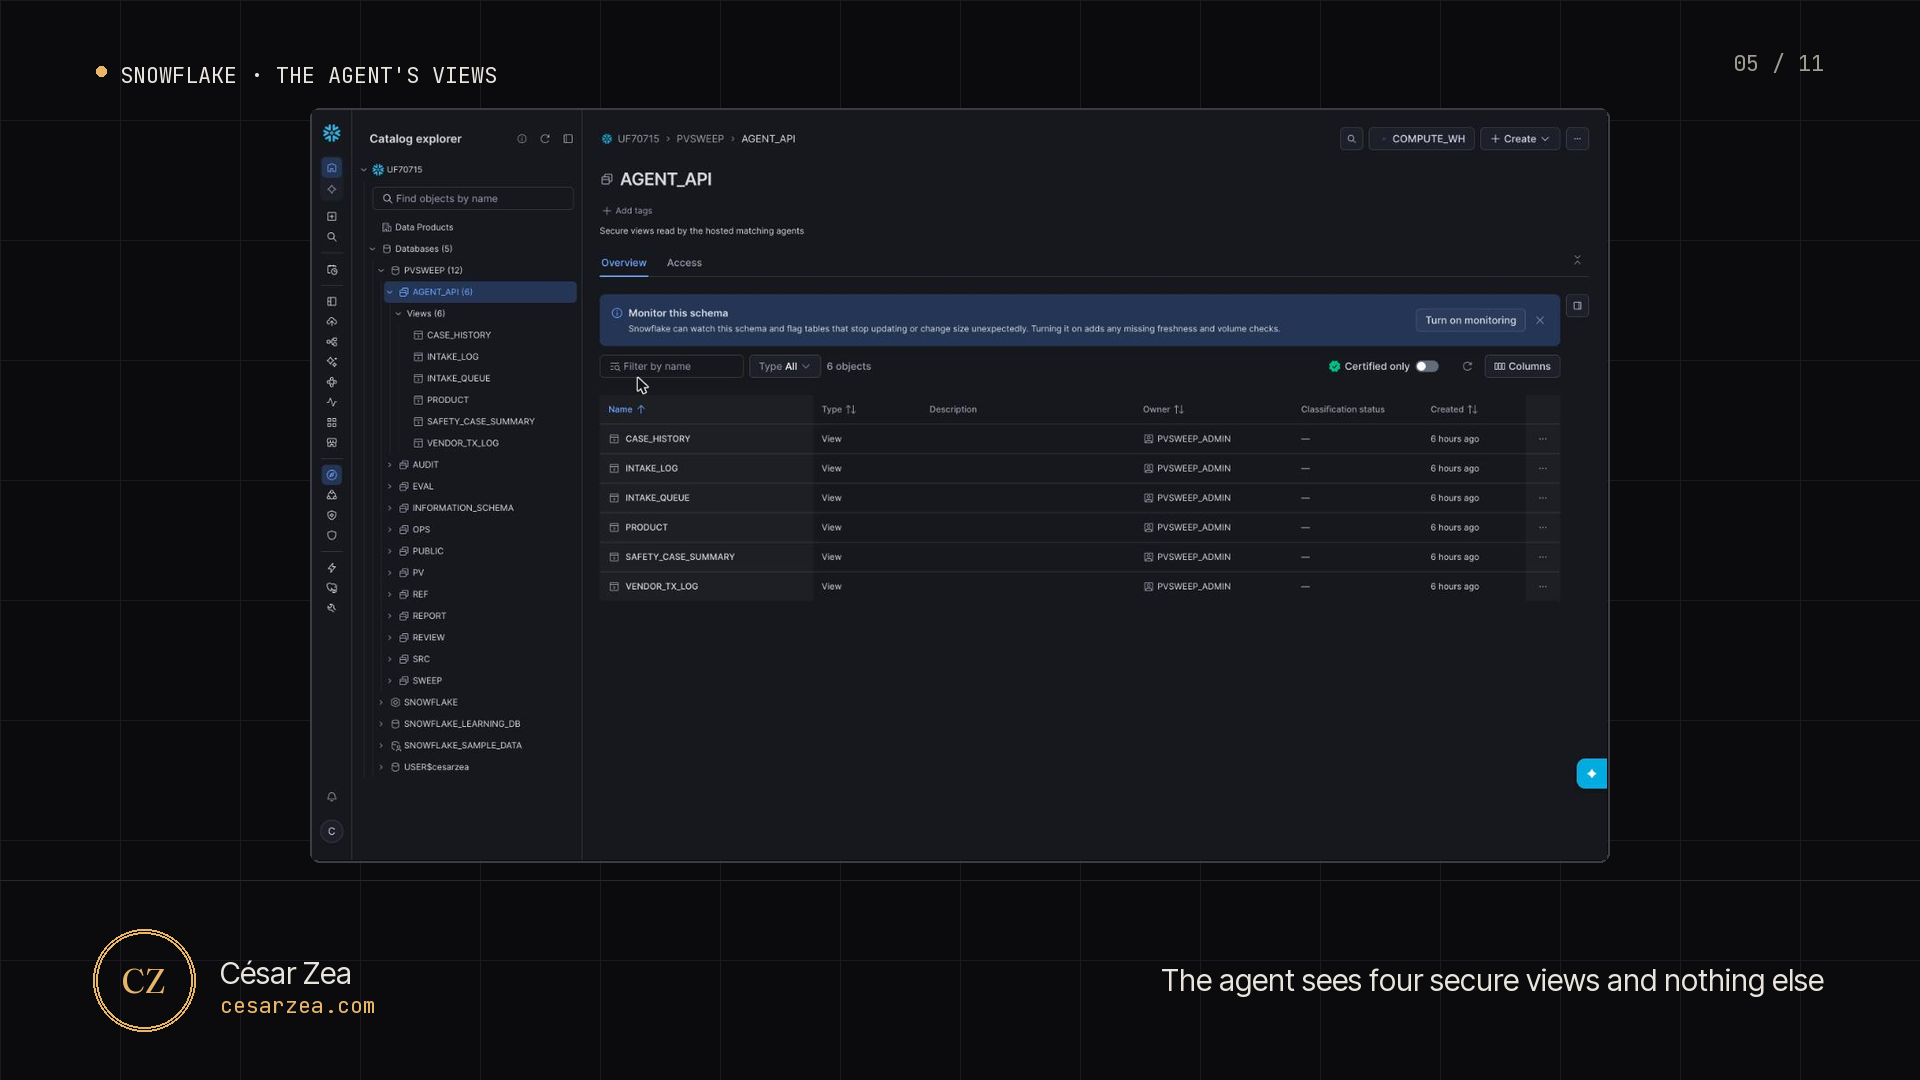 SNOWFLAKE · THE AGENT'S VIEWS
05 / 11
Catalog explorer
UF70715
Find objects by name
Data Products
Databases (5)
PVSWEEP (12)
AGENT_API (6)
Views (6)
CASE_HISTORY
INTAKE_LOG
INTAKE_QUEUE
PRODUCT
SAFETY_CASE_SUMMARY
VENDOR_TX_LOG
AUDIT
EVAL
INFORMATION_SCHEMA
OPS
PUBLIC
PV
REF
REPORT
REVIEW
SRC
SWEEP
SNOWFLAKE
SNOWFLAKE_LEARNING_DB
SNOWFLAKE_SAMPLE_DATA
USER$cesarzea
C
UF70715 > PVSWEEP > AGENT_API
COMPUTE_WH
+ Create
AGENT_API
+ Add tags
Secure views read by the hosted matching agents
Overview Access
Monitor this schema
Snowflake can watch this schema and flag tables that stop updating or change size unexpectedly. Turning it on adds any missing freshness and volume checks.
Turn on monitoring
Filter by name
Type All
6 objects
Certified only
Columns
Name Type Description Owner Classification status Created
CASE_HISTORY View PVSWEEP_ADMIN — 6 hours ago
INTAKE_LOG View PVSWEEP_ADMIN — 6 hours ago
INTAKE_QUEUE View PVSWEEP_ADMIN — 6 hours ago
PRODUCT View PVSWEEP_ADMIN — 6 hours ago
SAFETY_CASE_SUMMARY View PVSWEEP_ADMIN — 6 hours ago
VENDOR_TX_LOG View PVSWEEP_ADMIN — 6 hours ago
CZ
César Zea
cesarzea.com
The agent sees four secure views and nothing else